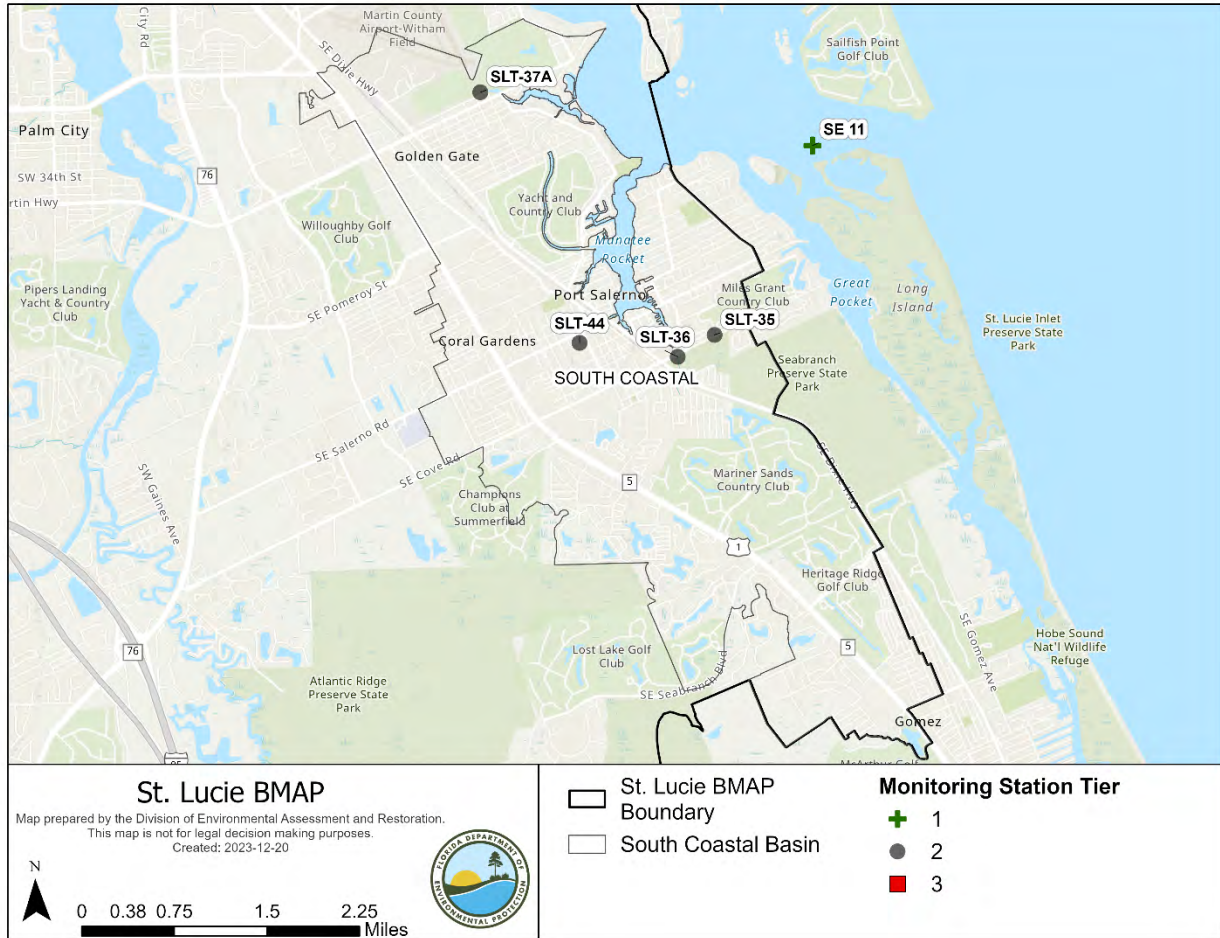 Martin County
Airport-Witham
Field
City Rd
SE Dixie Hwy
Sailfish Point
Golf Club
SLT-37A
SE 11
Palm City
Golden Gate
SW 34th St
76
Yacht and
Country Club
Willoughby Golf
Club
Manatee
Pocket
Great
Pocket
Long
Island
Pipers Landing
Yacht & Country
Club
SE Pomeroy St
Port Salerno
Miles Grant
Country Club
St. Lucie Inlet
Preserve State
Park
SLT-44
SLT-36
SLT-35
Coral Gardens
SOUTH COASTAL
Seabranch
Preserve State
Park
SE Salerno Rd
SE Cove Rd
SW Gaines Ave
Champions
Club at
Summerfield
5
Mariner Sands
Country Club
SE Dixie Hwy
1
Heritage Ridge
Golf Club
76
Lost Lake Golf
Club
5
SE Gomez Ave
Hobe Sound
Nat'l Wildlife
Refuge
Atlantic Ridge
Preserve State
Park
SE Seabranch Blvd
Gomez
St. Lucie BMAP
Map prepared by the Division of Environmental Assessment and Restoration.
This map is not for legal decision making purposes.
Created: 2023-12-20
N
0 0.38 0.75 1.5 2.25
Miles
FLORIDA DEPARTMENT OF
ENVIRONMENTAL PROTECTION
St. Lucie BMAP
Boundary
South Coastal Basin
Monitoring Station Tier
1
2
3